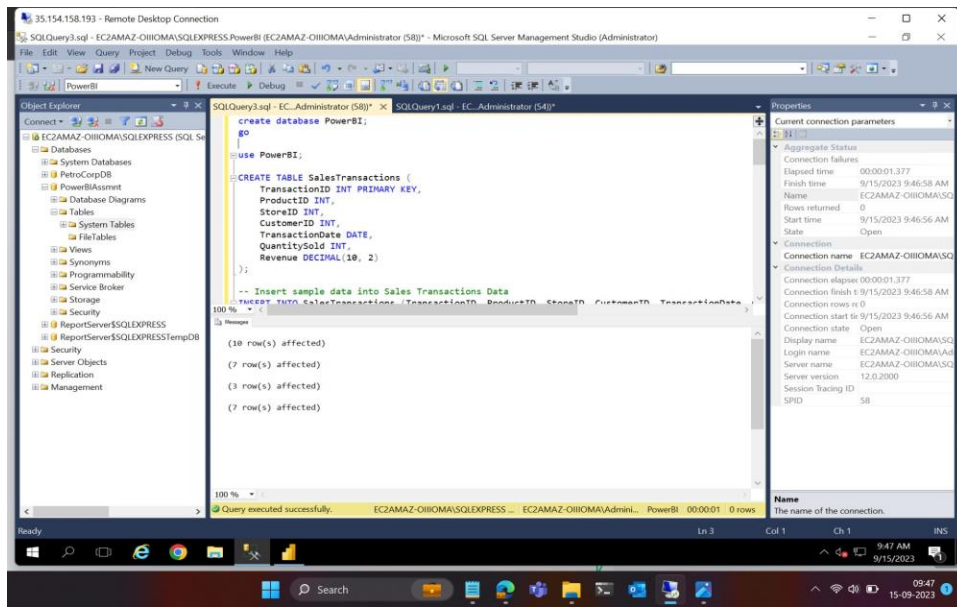 35.154.158.193 - Remote Desktop Connection
SQLQuery3.sql - EC2AMAZ-OIIIOMA\SQLEXPRESS.PowerBI (EC2AMAZ-OIIIOMA\Administrator (58))* - Microsoft SQL Server Management Studio (Administrator)
File Edit View Query Project Debug Tools Window Help
New Query
PowerBI Execute Debug
Object Explorer
Connect
EC2AMAZ-OIIIOMA\SQLEXPRESS (SQL Se
Databases
System Databases
PetroCorpDB
PowerBIAssmnt
Database Diagrams
Tables
System Tables
FileTables
Views
Synonyms
Programmability
Service Broker
Storage
Security
ReportServer$SQLEXPRESS
ReportServer$SQLEXPRESSTempDB
Security
Server Objects
Replication
Management
SQLQuery3.sql - EC...Administrator (58))* SQLQuery1.sql - EC...Administrator (54))*
create database PowerBI;
go
use PowerBI;
CREATE TABLE SalesTransactions (
TransactionID INT PRIMARY KEY,
ProductID INT,
StoreID INT,
CustomerID INT,
TransactionDate DATE,
QuantitySold INT,
Revenue DECIMAL(10, 2)
);
-- Insert sample data into Sales Transactions Data
INSERT INTO SalesTransactions (TransactionID, ProductID, StoreID, CustomerID, TransactionDate,
100 %
Messages
(10 row(s) affected)
(7 row(s) affected)
(3 row(s) affected)
(7 row(s) affected)
100 %
Query executed successfully. EC2AMAZ-OIIIOMA\SQLEXPRESS ... EC2AMAZ-OIIIOMA\Admini... PowerBI 00:00:01 0 rows
Properties
Current connection parameters
Aggregate Status
Connection failures
Elapsed time 00:00:01.377
Finish time 9/15/2023 9:46:58 AM
Name EC2AMAZ-OIIIOMA\SQ
Rows returned 0
Start time 9/15/2023 9:46:56 AM
State Open
Connection
Connection name EC2AMAZ-OIIIOMA\SQ
Connection Details
Connection elapse 00:00:01.377
Connection finish t 9/15/2023 9:46:58 AM
Connection rows re 0
Connection start tir 9/15/2023 9:46:56 AM
Connection state Open
Display name EC2AMAZ-OIIIOMA\SQ
Login name EC2AMAZ-OIIIOMA\Ad
Server name EC2AMAZ-OIIIOMA\SQ
Server version 12.0.2000
Session Tracing ID
SPID 58
Name
The name of the connection.
Ready Ln 3 Col 1 Ch 1 INS
9:47 AM
9/15/2023
Search
09:47
15-09-2023